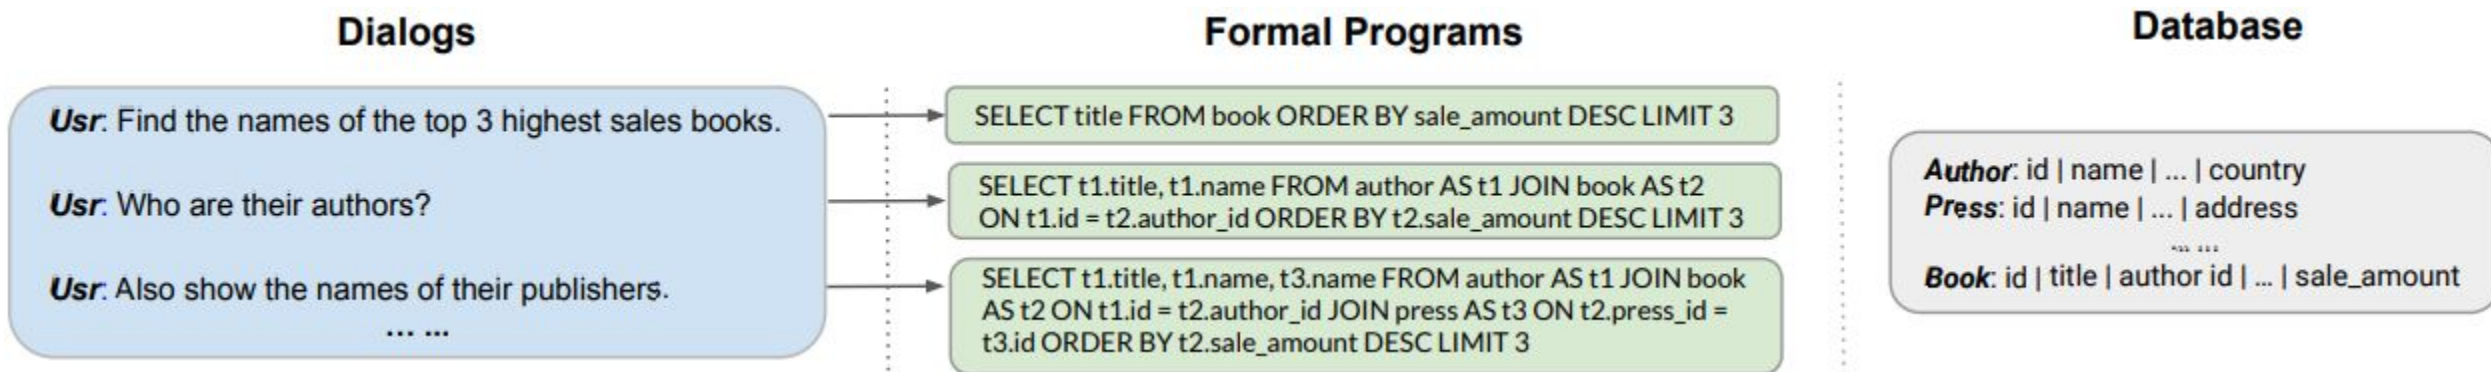 Dialogs
Usr: Find the names of the top 3 highest sales books.
Usr: Who are their authors?
Usr: Also show the names of their publishers.
... ...
Formal Programs
SELECT title FROM book ORDER BY sale_amount DESC LIMIT 3
SELECT t1.title, t1.name FROM author AS t1 JOIN book AS t2
ON t1.id = t2.author_id ORDER BY t2.sale_amount DESC LIMIT 3
SELECT t1.title, t1.name, t3.name FROM author AS t1 JOIN book
AS t2 ON t1.id = t2.author_id JOIN press AS t3 ON t2.press_id =
t3.id ORDER BY t2.sale_amount DESC LIMIT 3
Database
Author: id | name | ... | country
Press: id | name | ... | address
... ...
Book: id | title | author id | ... | sale_amount